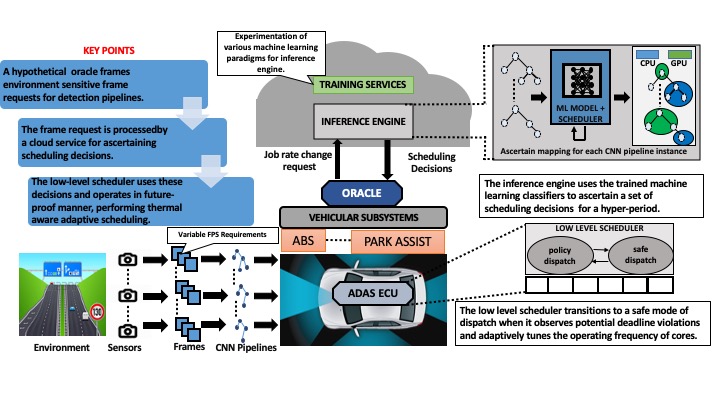 KEY POINTS
A hypothetical oracle frames
environment sensitive frame
requests for detection pipelines.
The frame request is processedby
a cloud service for ascertaining
scheduling decisions.
The low-level scheduler uses these
decisions and operates in future-
proof manner, performing thermal
aware adaptive scheduling.
Experimentation of
various machine learning
paradigms for inference
engine.
TRAINING SERVICES
INFERENCE ENGINE
Job rate change
request
Scheduling
Decisions
ORACLE
VEHICULAR SUBSYSTEMS
ABS
PARK ASSIST
ADAS ECU
Variable FPS Requirements
130
Environment
Sensors
Frames
CNN Pipelines
ML MODEL +
SCHEDULER
CPU
GPU
Ascertain mapping for each CNN pipeline instance
The inference engine uses the trained machine
learning classifiers to ascertain a set of
scheduling decisions for a hyper-period.
LOW LEVEL SCHEDULER
policy
dispatch
safe
dispatch
The low level scheduler transitions to a safe mode of
dispatch when it observes potential deadline violations
and adaptively tunes the operating frequency of cores.